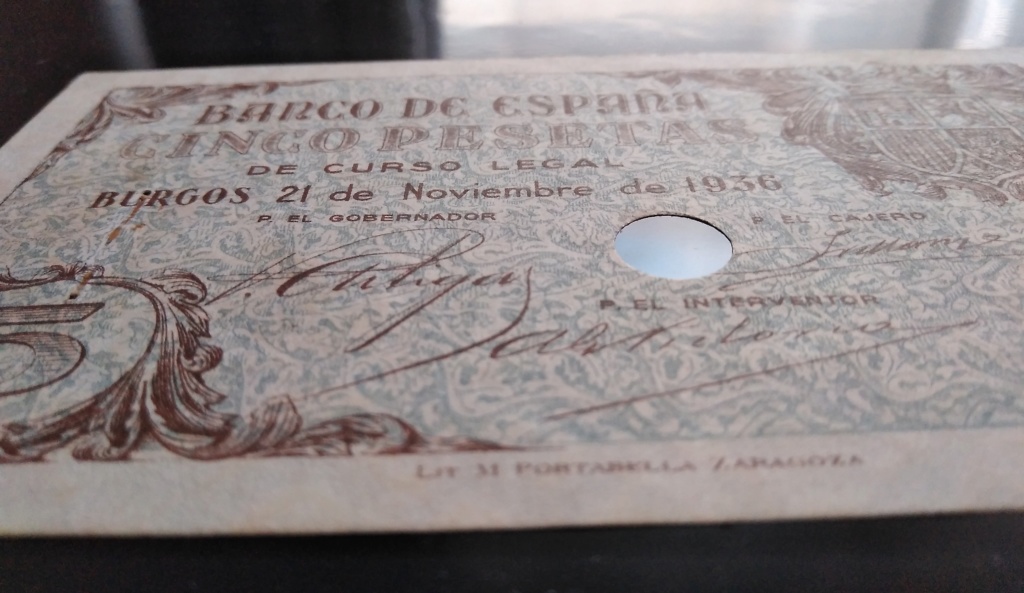 BANCO DE ESPAÑA
CINCO PESETAS
DE CURSO LEGAL
BURGOS 21 de Noviembre de 1936
P. EL GOBERNADOR
P. EL CAJERO
P. EL INTERVENTOR
5
LIT M PORTABELLA ZARAGOZA